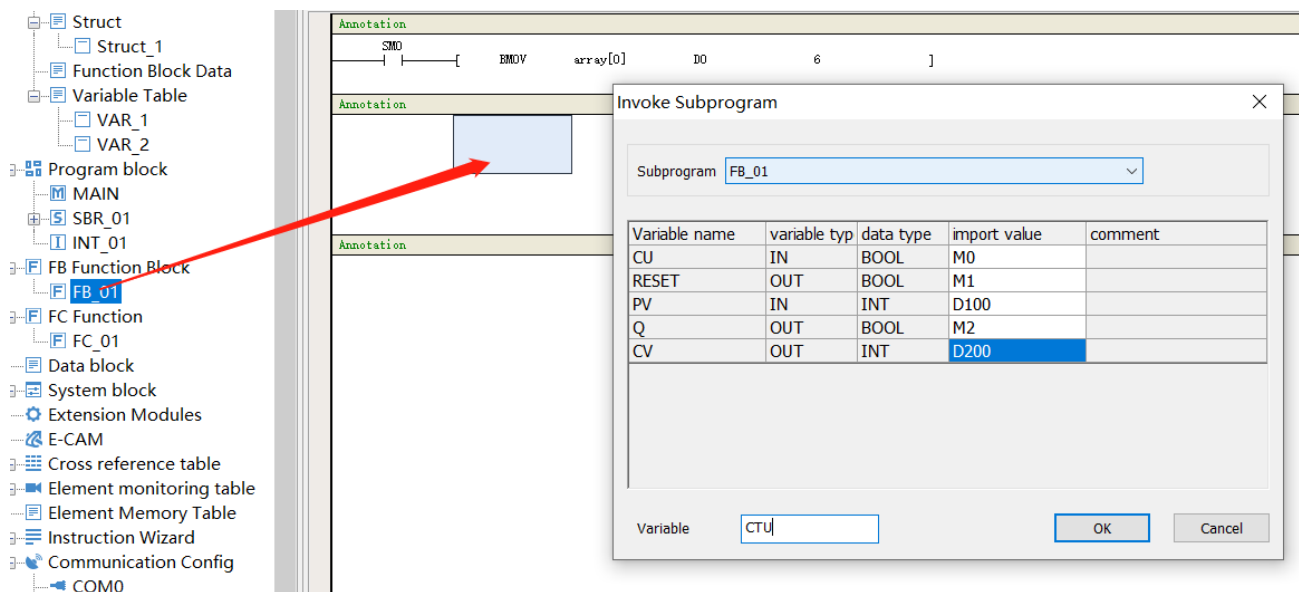 Struct
Struct_1
Function Block Data
Variable Table
VAR_1
VAR_2
Program block
M MAIN
S SBR_01
I INT_01
F FB Function Block
F FB_01
F FC Function
F FC_01
Data block
System block
Extension Modules
E-CAM
Cross reference table
Element monitoring table
Element Memory Table
Instruction Wizard
Communication Config
COM0
Annotation
SM0
[ BMOV array[0] D0 6 ]
Annotation
Annotation
Invoke Subprogram
Subprogram FB_01
Variable name variable typ data type import value comment
CU IN BOOL M0
RESET OUT BOOL M1
PV IN INT D100
Q OUT BOOL M2
CV OUT INT D200
Variable CTU OK Cancel